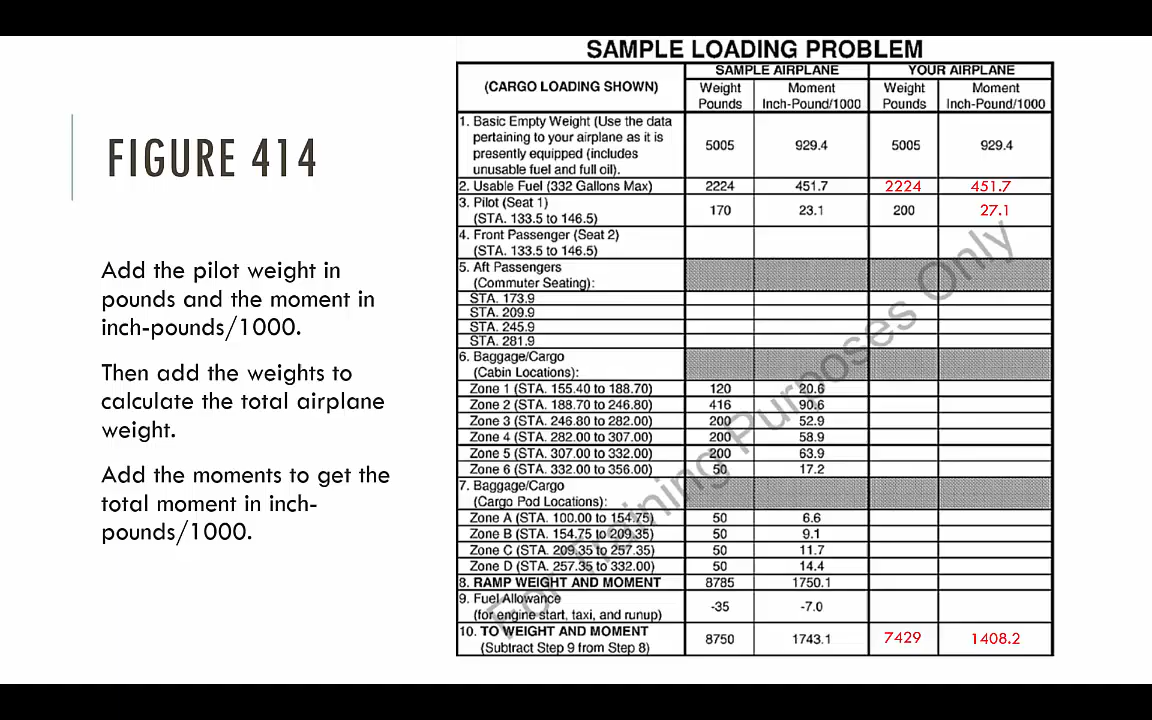 FIGURE 414
Add the pilot weight in
pounds and the moment in
inch-pounds/1000.
Then add the weights to
calculate the total airplane
weight.
Add the moments to get the
total moment in inch-
pounds/1000.
SAMPLE LOADING PROBLEM
(CARGO LOADING SHOWN) SAMPLE AIRPLANE YOUR AIRPLANE
Weight Moment Weight Moment
Pounds Inch-Pound/1000 Pounds Inch-Pound/1000
1. Basic Empty Weight (Use the data
pertaining to your airplane as it is
presently equipped (includes
unusable fuel and full oil). 5005 929.4 5005 929.4
2. Usable Fuel (332 Gallons Max) 2224 451.7 2224 451.7
3. Pilot (Seat 1)
(STA. 133.5 to 146.5) 170 23.1 200 27.1
4. Front Passenger (Seat 2)
(STA. 133.5 to 146.5)
5. Aft Passengers
(Commuter Seating):
STA. 173.9
STA. 209.9
STA. 245.9
STA. 281.9
6. Baggage/Cargo
(Cabin Locations):
Zone 1 (STA. 155.40 to 188.70) 120 20.6
Zone 2 (STA. 188.70 to 246.80) 416 90.6
Zone 3 (STA. 246.80 to 282.00) 200 52.9
Zone 4 (STA. 282.00 to 307.00) 200 58.9
Zone 5 (STA. 307.00 to 332.00) 200 63.9
Zone 6 (STA. 332.00 to 356.00) 50 17.2
7. Baggage/Cargo
(Cargo Pod Locations):
Zone A (STA. 100.00 to 154.75) 50 6.6
Zone B (STA. 154.75 to 209.35) 50 9.1
Zone C (STA. 209.35 to 257.35) 50 11.7
Zone D (STA. 257.35 to 332.00) 50 14.4
8. RAMP WEIGHT AND MOMENT 8785 1750.1
9. Fuel Allowance
(for engine start, taxi, and runup) -35 -7.0
10. TO WEIGHT AND MOMENT
(Subtract Step 9 from Step 8) 8750 1743.1 7429 1408.2
For Training Purposes Only